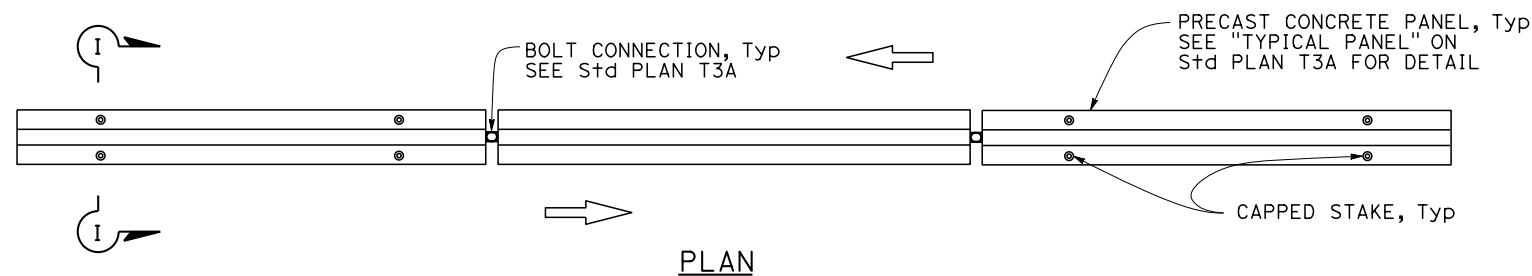 I
BOLT CONNECTION, Typ
SEE Std PLAN T3A
PRECAST CONCRETE PANEL, Typ
SEE "TYPICAL PANEL" ON
Std PLAN T3A FOR DETAIL
I
CAPPED STAKE, Typ
PLAN